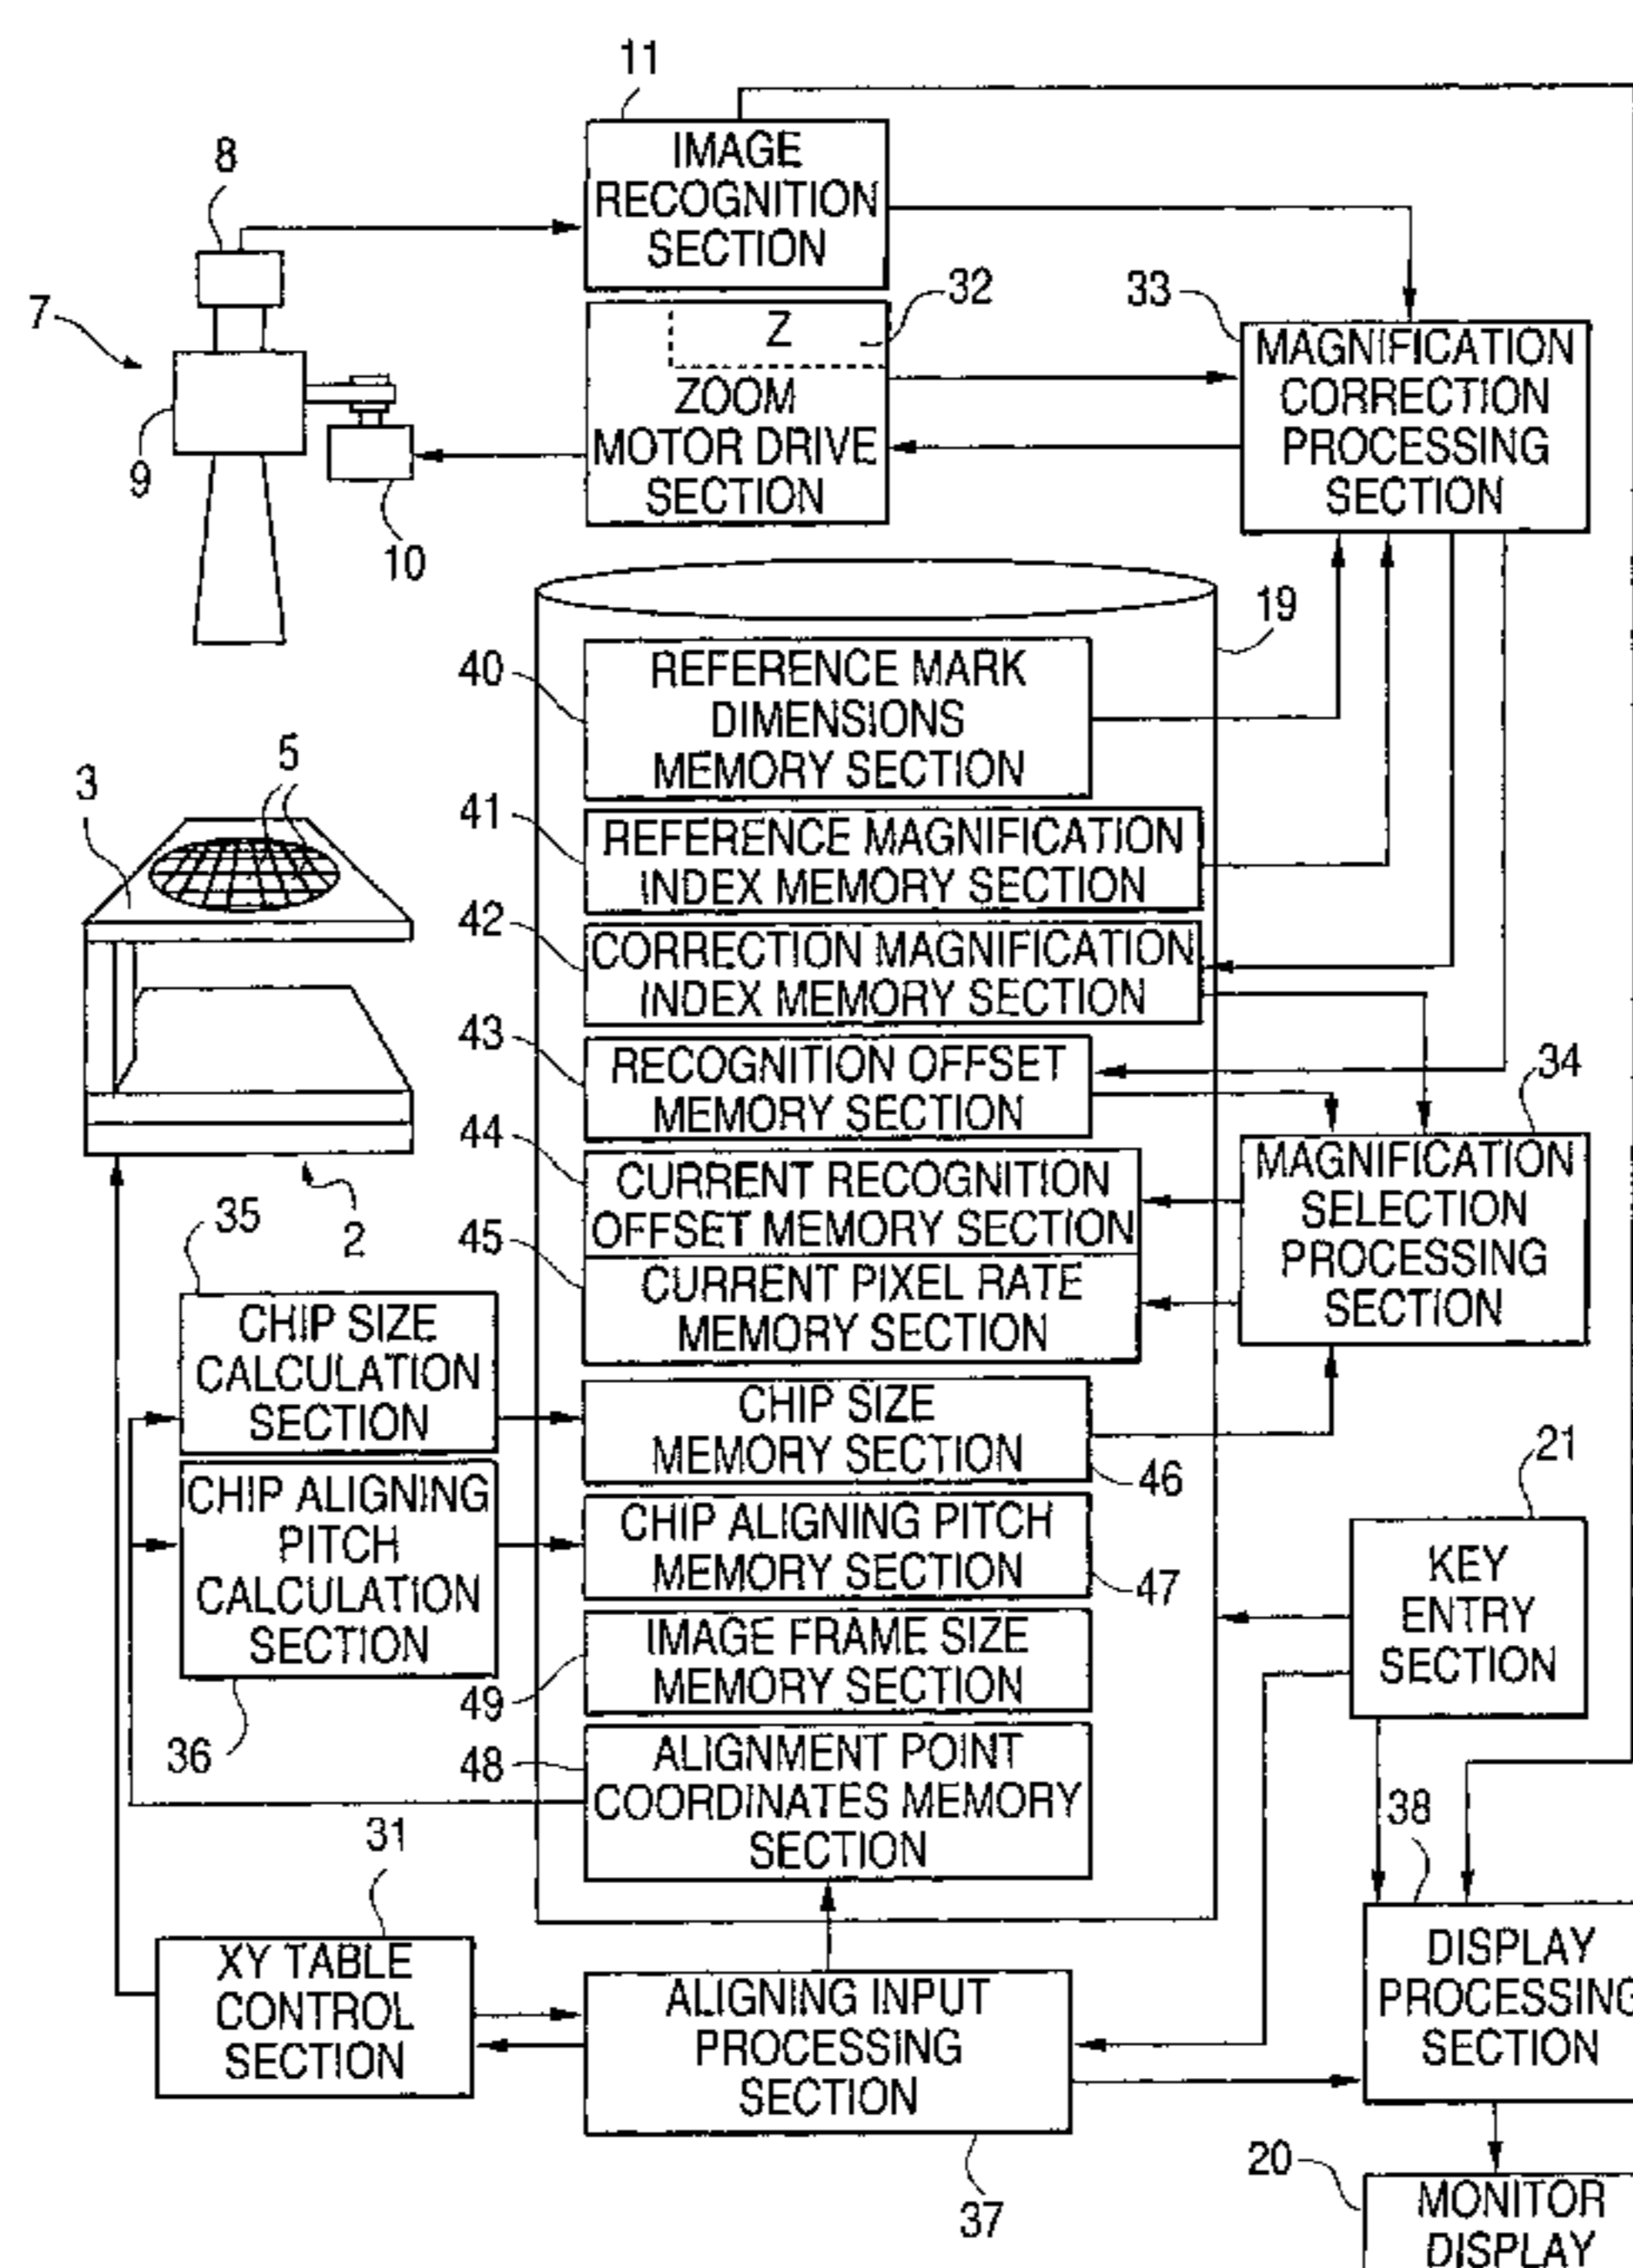 11
IMAGE
RECOGNITION
SECTION
8
7
9
10
Z
32
ZOOM
MOTOR DRIVE
SECTION
33
MAGNIFICATION
CORRECTION
PROCESSING
SECTION
19
40
REFERENCE MARK
DIMENSIONS
MEMORY SECTION
3
5
41
REFERENCE MAGNIFICATION
INDEX MEMORY SECTION
42
CORRECTION MAGNIFICATION
INDEX MEMORY SECTION
43
RECOGNITION OFFSET
MEMORY SECTION
2
44
CURRENT RECOGNITION
OFFSET MEMORY SECTION
45
CURRENT PIXEL RATE
MEMORY SECTION
34
MAGNIFICATION
SELECTION
PROCESSING
SECTION
35
CHIP SIZE
CALCULATION
SECTION
CHIP SIZE
MEMORY SECTION
46
CHIP ALIGNING
PITCH
CALCULATION
SECTION
36
CHIP ALIGNING PITCH
MEMORY SECTION
47
21
KEY
ENTRY
SECTION
49
IMAGE FRAME SIZE
MEMORY SECTION
48
ALIGNMENT POINT
COORDINATES MEMORY
SECTION
31
XY TABLE
CONTROL
SECTION
ALIGNING INPUT
PROCESSING
SECTION
37
38
DISPLAY
PROCESSING
SECTION
20
MONITOR
DISPLAY